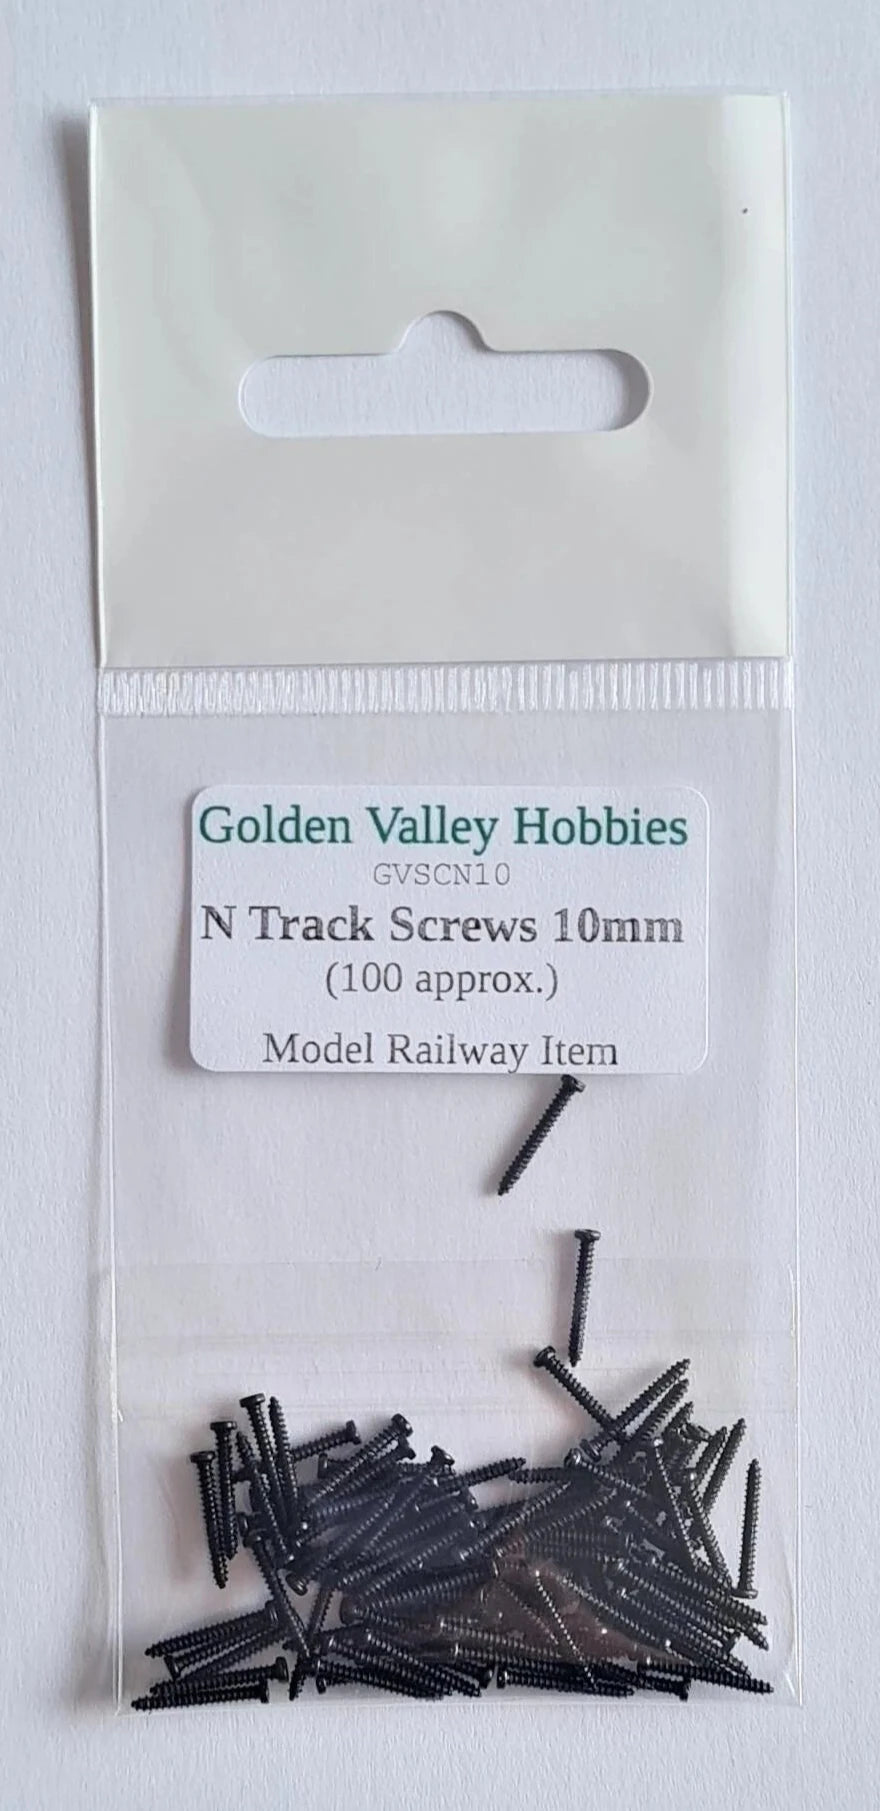 Golden Valley Hobbies
GVSCN10
N Track Screws 10mm
(100 approx.)
Model Railway Item